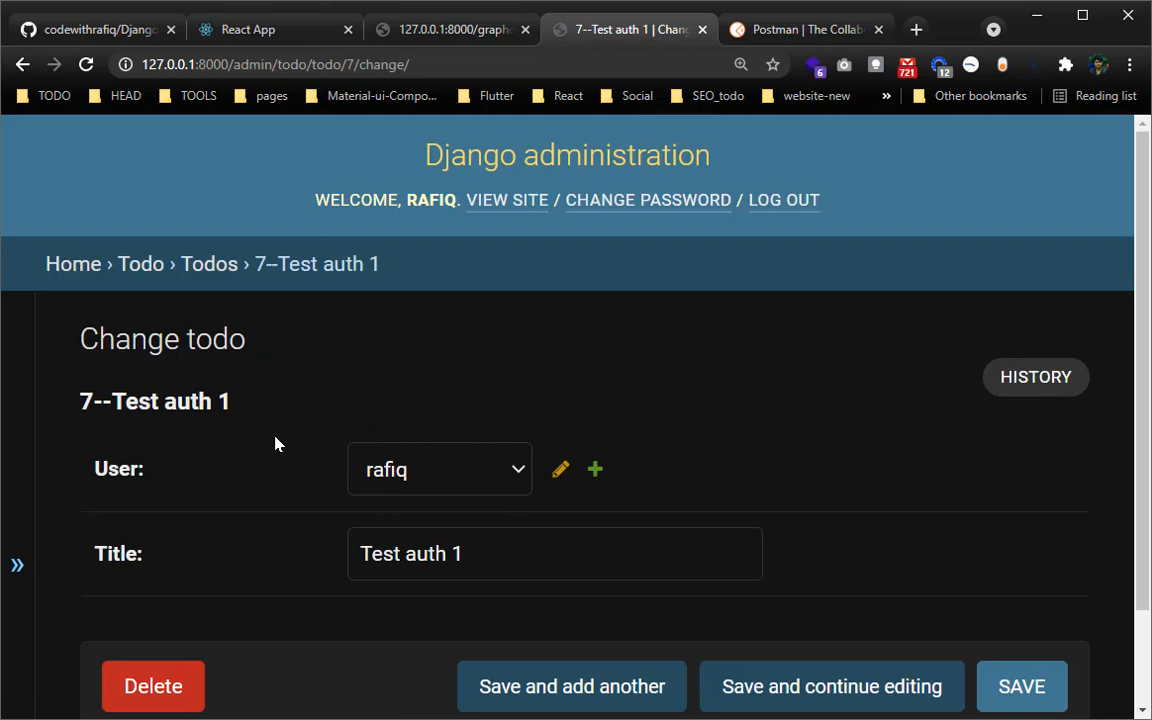 codewithrafiq/Django
React App
127.0.0.1:8000/graph
7--Test auth 1 | Chang
Postman | The Collab
127.0.0.1:8000/admin/todo/todo/7/change/
6
721
12
TODO
HEAD
TOOLS
pages
Material-ui-Compo...
Flutter
React
Social
SEO_todo
website-new
»
Other bookmarks
Reading list
Django administration
WELCOME, RAFIQ. VIEW SITE / CHANGE PASSWORD / LOG OUT
Home › Todo › Todos › 7--Test auth 1
Change todo
HISTORY
7--Test auth 1
User:
rafiq
Title:
Test auth 1
»
Delete
Save and add another
Save and continue editing
SAVE